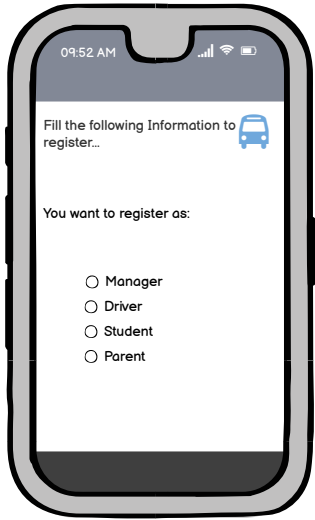 09:52 AM
Fill the following Information to
register...
You want to register as:
Manager
Driver
Student
Parent